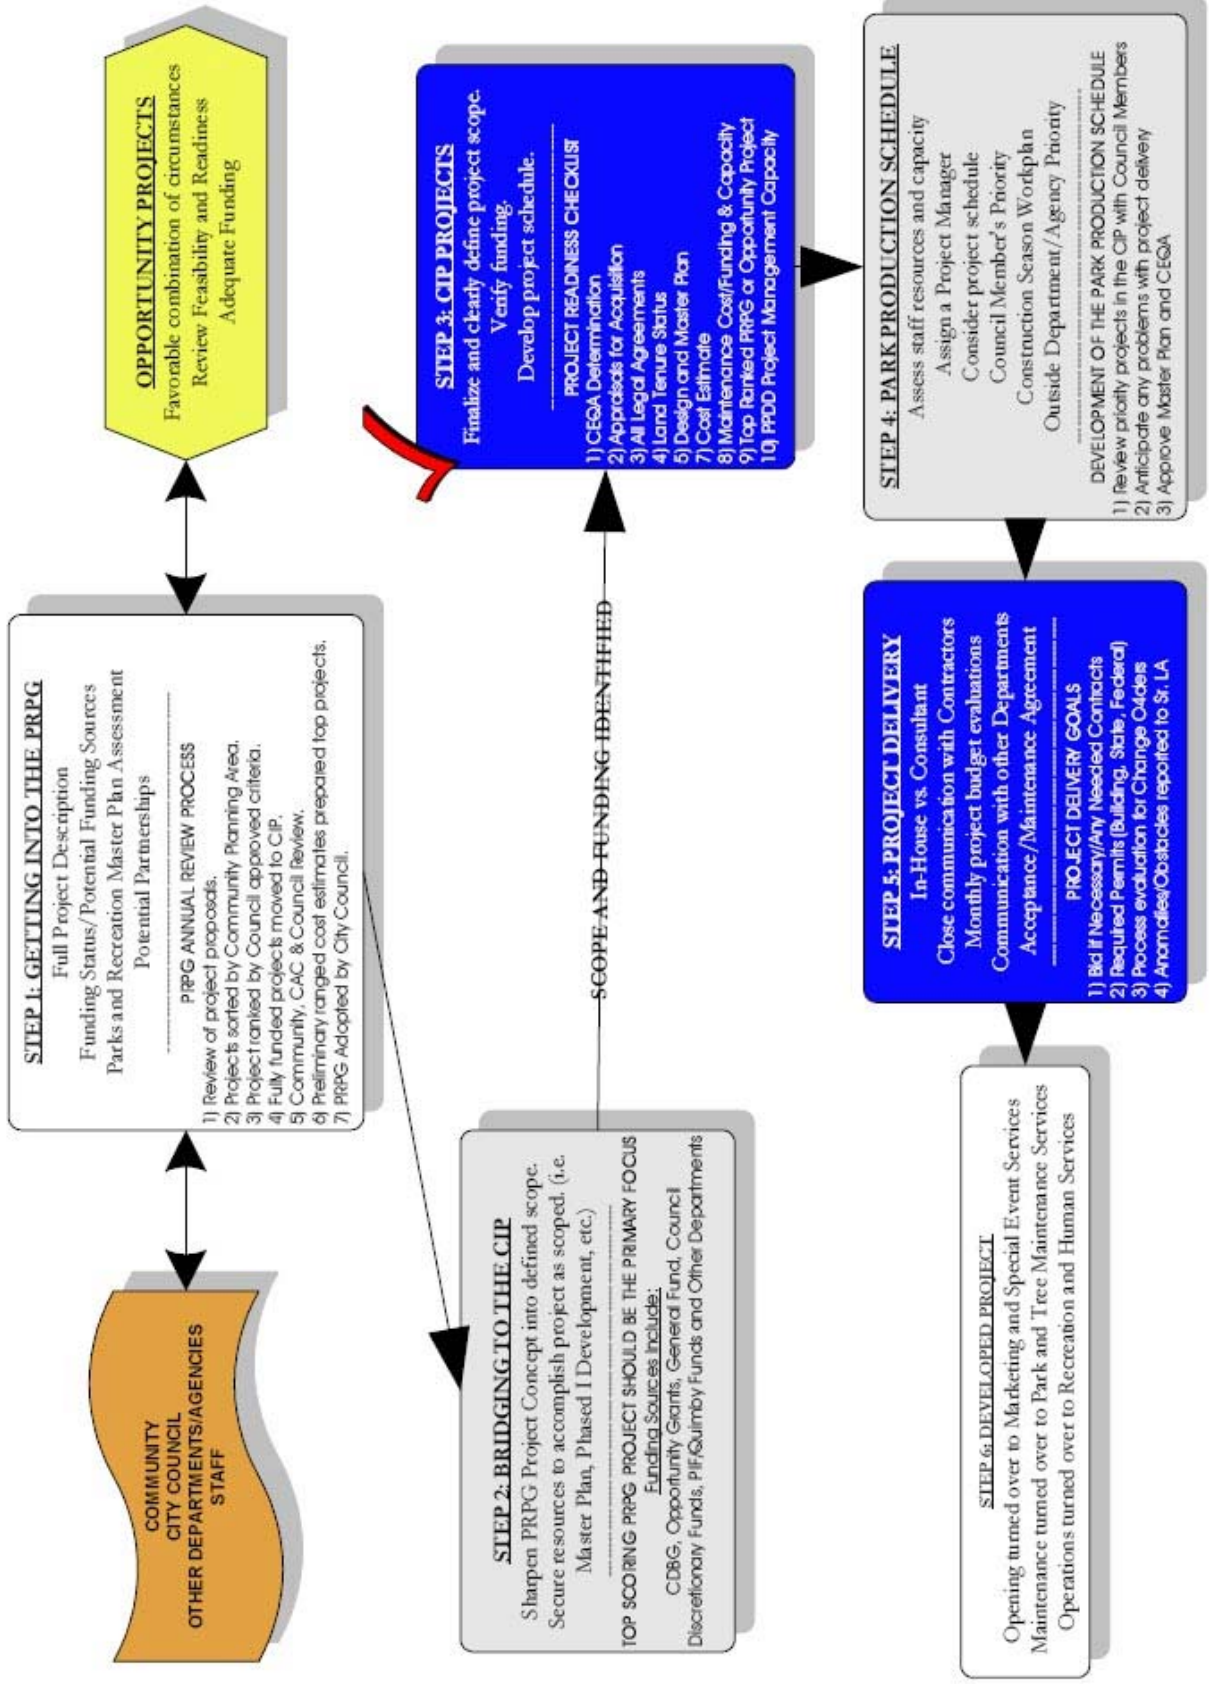 COMMUNITY
CITY COUNCIL
OTHER DEPARTMENTS/AGENCIES
STAFF
STEP 1: GETTING INTO THE PRPG
Full Project Description
Funding Status/Potential Funding Sources
Parks and Recreation Master Plan Assessment
Potential Partnerships
PRPG ANNUAL REVIEW PROCESS
1) Review of project proposals.
2) Projects sorted by Community Planning Area.
3) Project ranked by Council approved criteria.
4) Fully funded projects moved to CIP.
5) Community, CAC & Council Review.
6) Preliminary ranged cost estimates prepared top projects.
7) PRPG Adopted by City Council.
OPPORTUNITY PROJECTS
Favorable combination of circumstances
Review Feasibility and Readiness
Adequate Funding
STEP 2: BRIDGING TO THE CIP
Sharpen PRPG Project Concept into defined scope.
Secure resources to accomplish project as scoped. (i.e.
Master Plan, Phased I Development, etc.)
TOP SCORING PRPG PROJECT SHOULD BE THE PRIMARY FOCUS
Funding Sources Include:
CDBG, Opportunity Grants, General Fund, Council
Discretionary Funds, PIF/Quimby Funds and Other Departments
SCOPE AND FUNDING IDENTIFIED
STEP 3: CIP PROJECTS
Finalize and clearly define project scope.
Verify funding.
Develop project schedule.
PROJECT READINESS CHECKLIST
1) CEQA Determination
2) Appraisals for Acquisition
3) All Legal Agreements
4) Land Tenure Status
5) Design and Master Plan
7) Cost Estimate
8) Maintenance Cost/Funding & Capacity
9) Top Ranked PRPG or Opportunity Project
10) PPDD Project Management Capacity
STEP 4: PARK PRODUCTION SCHEDULE
Assess staff resources and capacity
Assign a Project Manager
Consider project schedule
Council Member's Priority
Construction Season Workplan
Outside Department/Agency Priority
DEVELOPMENT OF THE PARK PRODUCTION SCHEDULE
1) Review priority projects in the CIP with Council Members
2) Anticipate any problems with project delivery
3) Approve Master Plan and CEQA
STEP 5: PROJECT DELIVERY
In-House vs. Consultant
Close communication with Contractors
Monthly project budget evaluations
Communication with other Departments
Acceptance/Maintenance Agreement
PROJECT DELIVERY GOALS
1) Bid if Necessary/Any Needed Contracts
2) Required Permits (Building, State, Federal)
3) Process evaluation for Change O4ders
4) Anomalies/Obstacles reported to Sr. LA
STEP 6: DEVELOPED PROJECT
Opening turned over to Marketing and Special Event Services
Maintenance turned over to Park and Tree Maintenance Services
Operations turned over to Recreation and Human Services